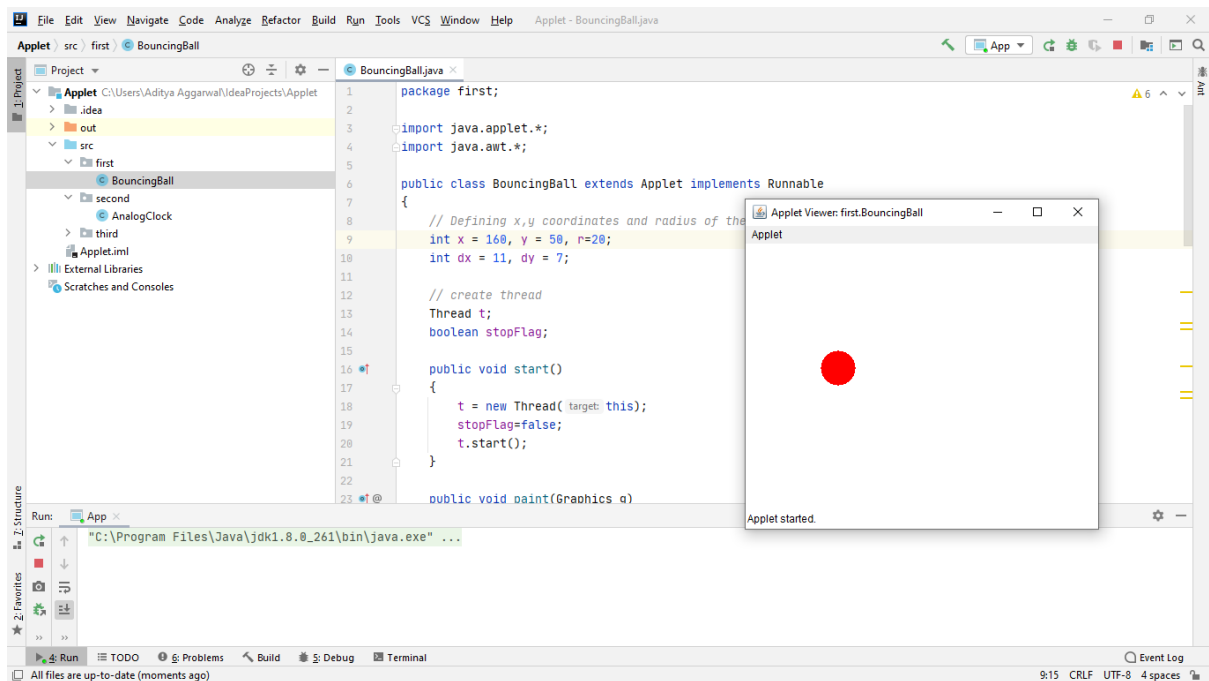 File Edit View Navigate Code Analyze Refactor Build Run Tools VCS Window Help Applet - BouncingBall.java
Applet src first BouncingBall App
1: Project
Project
BouncingBall.java
Ant
Applet C:\Users\Aditya Aggarwal\IdeaProjects\Applet
.idea
out
src
first
BouncingBall
second
AnalogClock
third
Applet.iml
External Libraries
Scratches and Consoles
6
1 package first;
2
3 import java.applet.*;
4 import java.awt.*;
5
6 public class BouncingBall extends Applet implements Runnable
7 {
8 // Defining x,y coordinates and radius of the
9 int x = 160, y = 50, r=20;
10 int dx = 11, dy = 7;
11
12 // create thread
13 Thread t;
14 boolean stopFlag;
15
16 public void start()
17 {
18 t = new Thread( target: this);
19 stopFlag=false;
20 t.start();
21 }
22
23 @ public void paint(Graphics g)
Applet Viewer: first.BouncingBall
Applet
Applet started.
7: Structure
2: Favorites
Run: App
"C:\Program Files\Java\jdk1.8.0_261\bin\java.exe" ...
4: Run TODO 6: Problems Build 5: Debug Terminal Event Log
All files are up-to-date (moments ago) 9:15 CRLF UTF-8 4 spaces